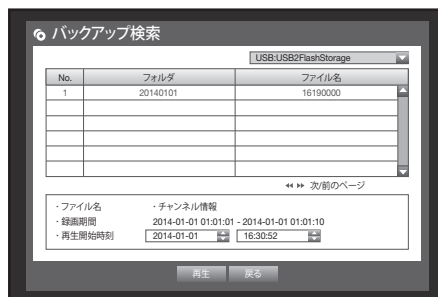 バックアップ検索
USB:USB2FlashStorage
No. フォルダ ファイル名
1 20140101 16190000
次/前のページ
・ファイル名 ・チャンネル情報
・録画期間 2014-01-01 01:01:01 - 2014-01-01 01:01:10
・再生開始時刻 2014-01-01 16:30:52
再生 戻る